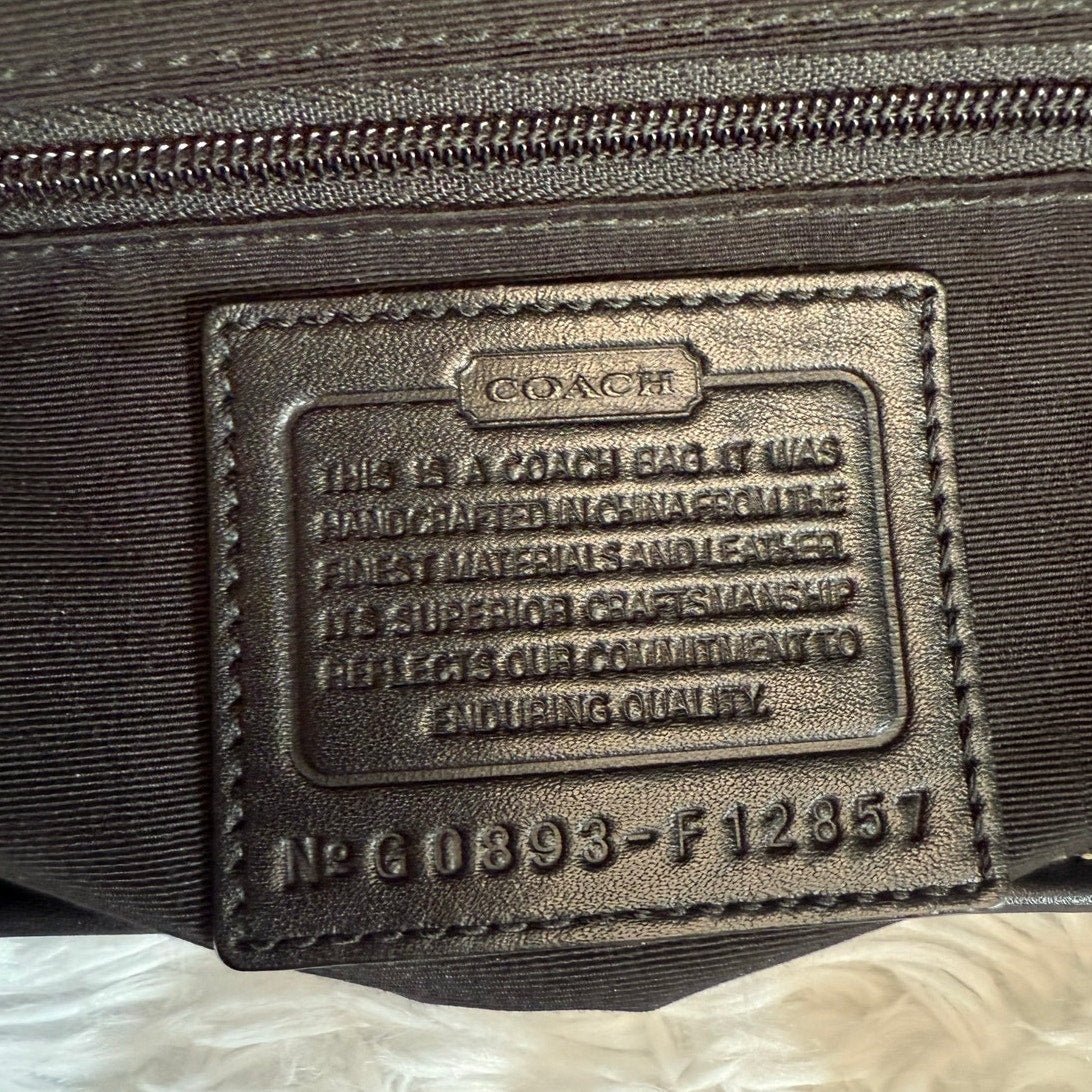 COACH
THIS IS A COACH BAG. IT WAS
HANDCRAFTED IN CHINA FROM THE
FINEST MATERIALS AND LEATHER.
ITS SUPERIOR CRAFTSMANSHIP
REFLECTS OUR COMMITMENT TO
ENDURING QUALITY.
Nº G0893-F12857